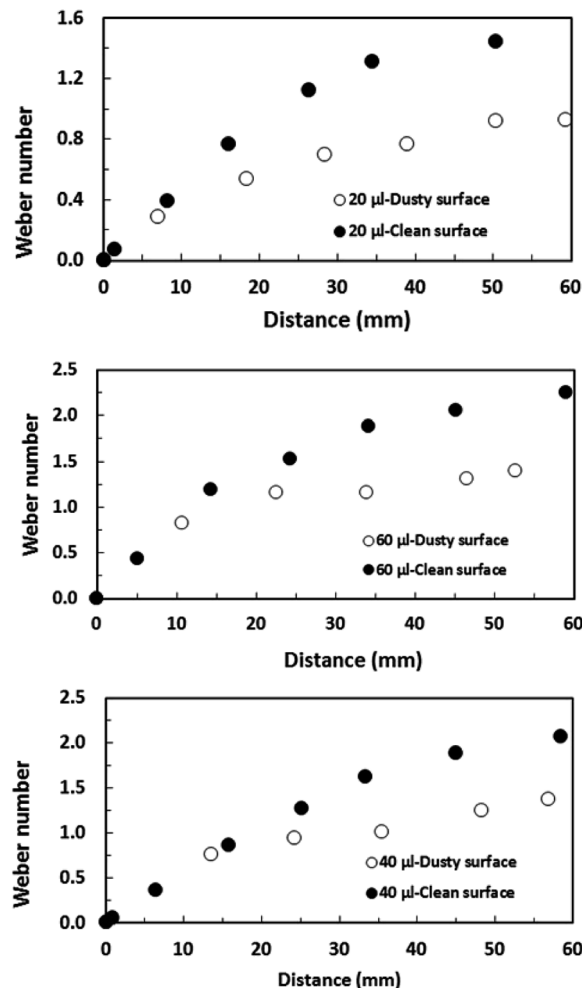 1.6
1.2
0.8
0.4
0.0
Weber number
20 µl-Dusty surface
20 µl-Clean surface
0 10 20 30 40 50 60
Distance (mm)
2.5
2.0
1.5
1.0
0.5
0.0
Weber number
60 µl-Dusty surface
60 µl-Clean surface
0 10 20 30 40 50 60
Distance (mm)
2.5
2.0
1.5
1.0
0.5
0.0
Weber number
40 µl-Dusty surface
40 µl-Clean surface
0 10 20 30 40 50 60
Distance (mm)